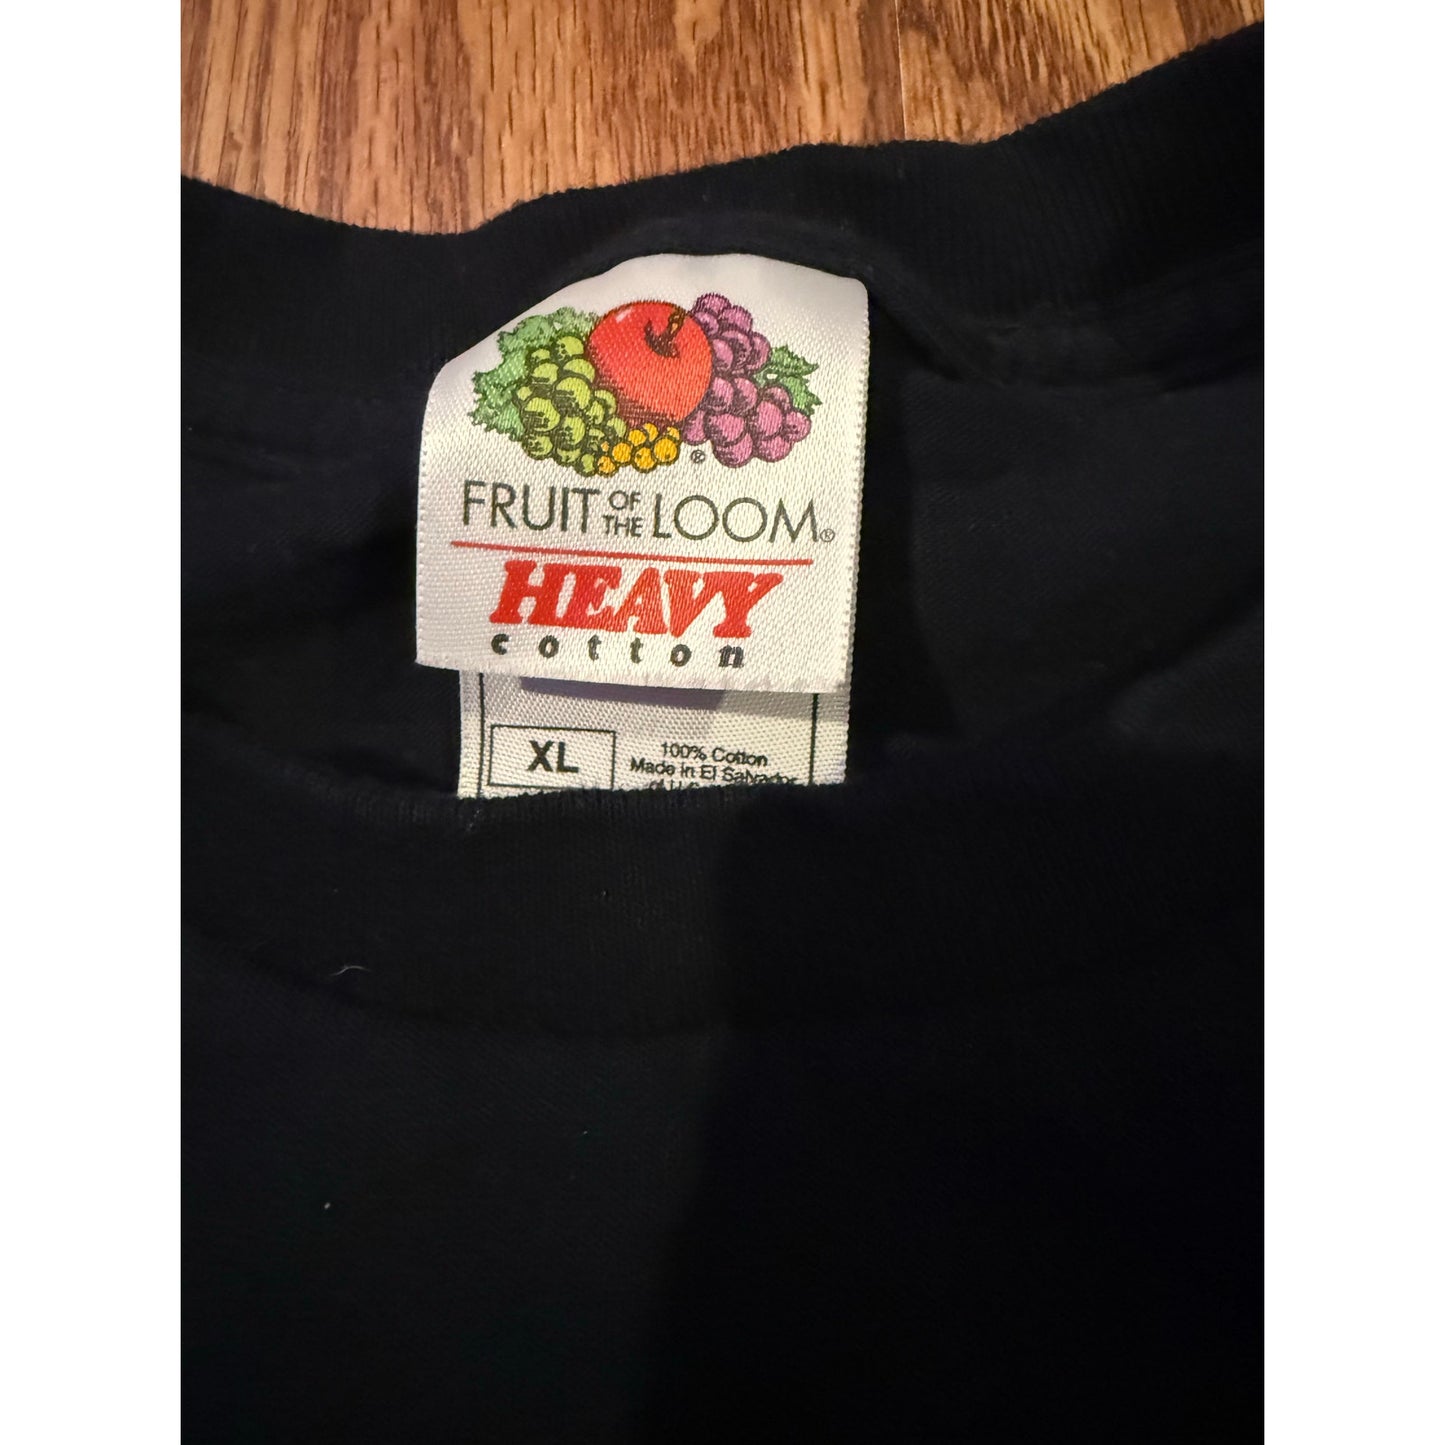 FRUIT OF THE LOOM®
HEAVY
cotton
XL
100% Cotton
Made in El Salvador